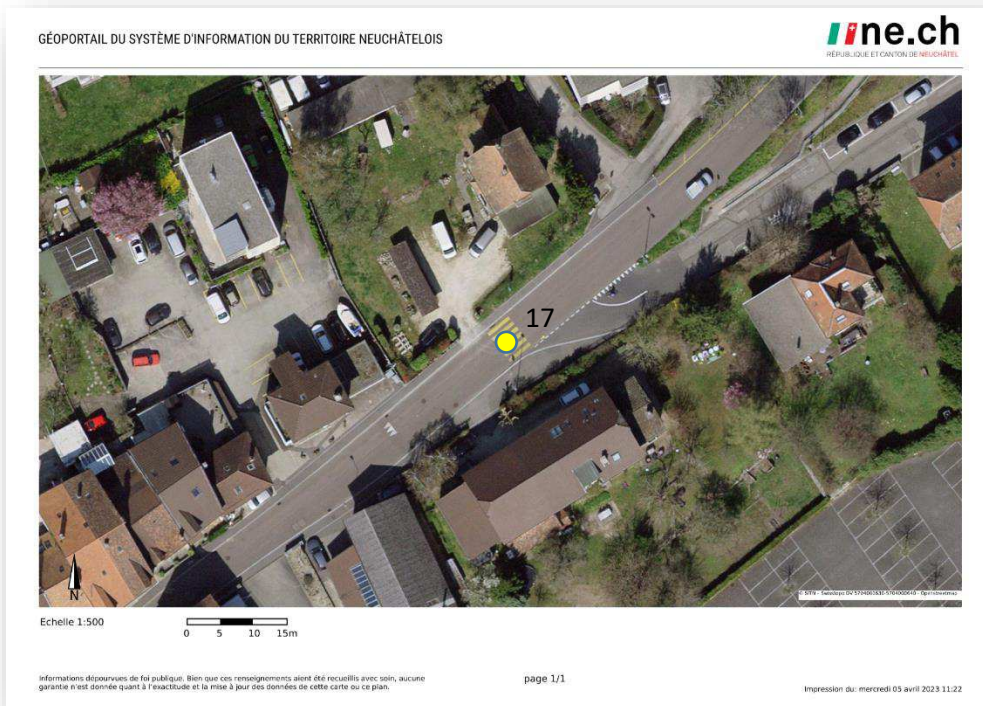 GÉOPORTAIL DU SYSTÈME D'INFORMATION DU TERRITOIRE NEUCHÂTELOIS
ne.ch
RÉPUBLIQUE ET CANTON DE NEUCHÂTEL
17
N
Echelle 1:500
0 5 10 15m
Informations dépourvues de foi publique. Bien que ces renseignements aient été recueillis avec soin, aucune
garantie n'est donnée quant à l'exactitude et la mise à jour des données de cette carte ou ce plan.
page 1/1
Impression du: mercredi 05 avril 2023 11:22